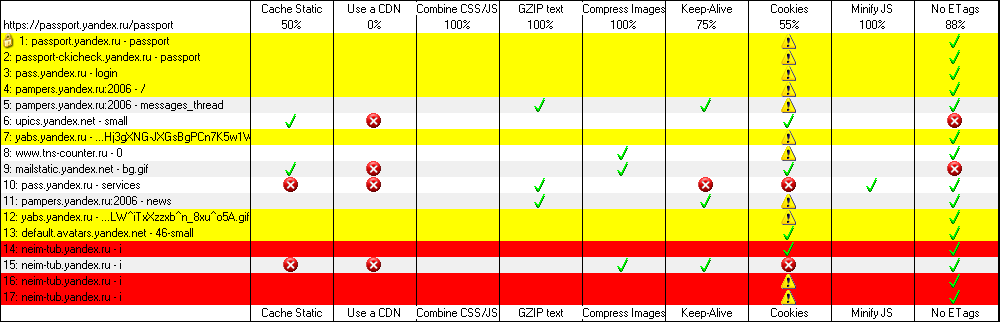 Cache Static Use a CDN Combine CSS/JS GZIP text Compress Images Keep-Alive Cookies Minify JS No ETags
https://passport.yandex.ru/passport 50% 0% 100% 100% 100% 75% 55% 100% 88%
1: passport.yandex.ru - passport
2: passport-ckicheck.yandex.ru - passport
3: pass.yandex.ru - login
4: pampers.yandex.ru:2006 - /
5: pampers.yandex.ru:2006 - messages_thread
6: upics.yandex.net - small
7: yabs.yandex.ru - ...Hj3gXNG-JXGsBgPCn7K5w1V
8: www.tns-counter.ru - 0
9: mailstatic.yandex.net - bg.gif
10: pass.yandex.ru - services
11: pampers.yandex.ru:2006 - news
12: yabs.yandex.ru - ...LW^iTxXzzxb^n_8xu^o5A.gif
13: default.avatars.yandex.net - 46-small
14: neim-tub.yandex.ru - i
15: neim-tub.yandex.ru - i
16: neim-tub.yandex.ru - i
17: neim-tub.yandex.ru - i
Cache Static Use a CDN Combine CSS/JS GZIP text Compress Images Keep-Alive Cookies Minify JS No ETags